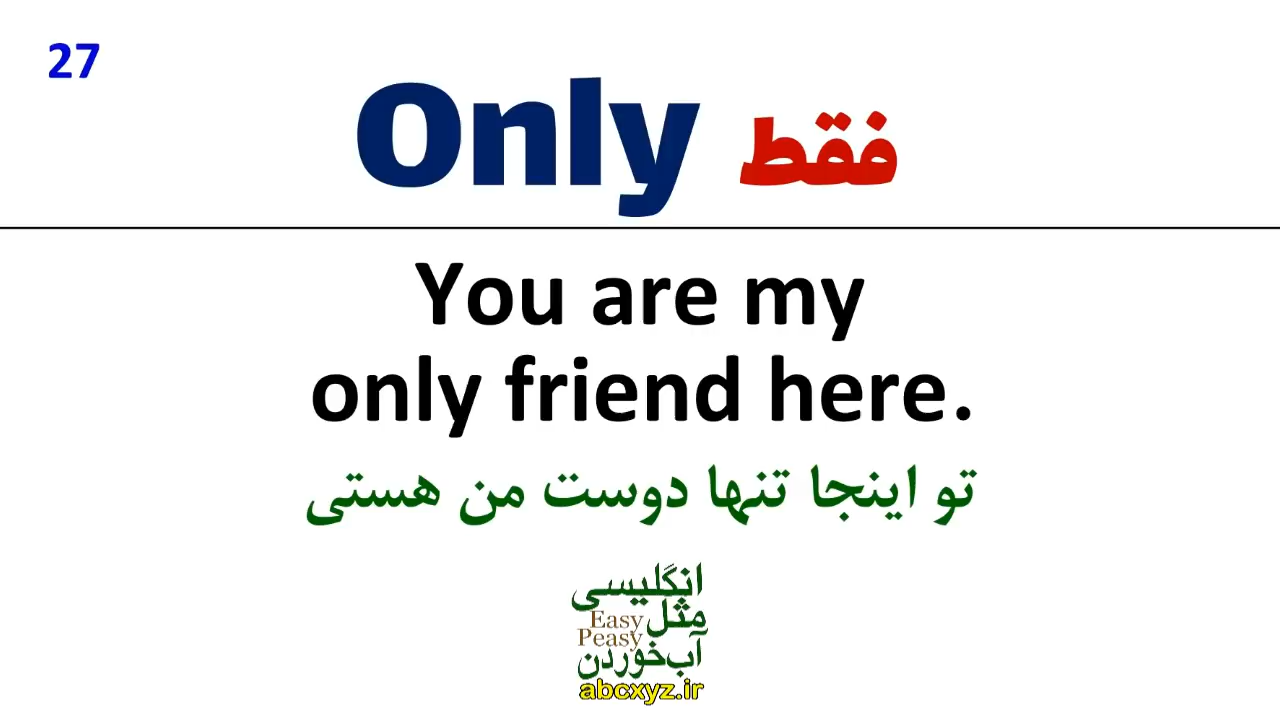 27
Only فقط
You are my
only friend here.
تو اینجا تنها دوست من هستی
انگلیسی
مثل
Easy
Peasy
آب‌خوردن
abcxyz.ir